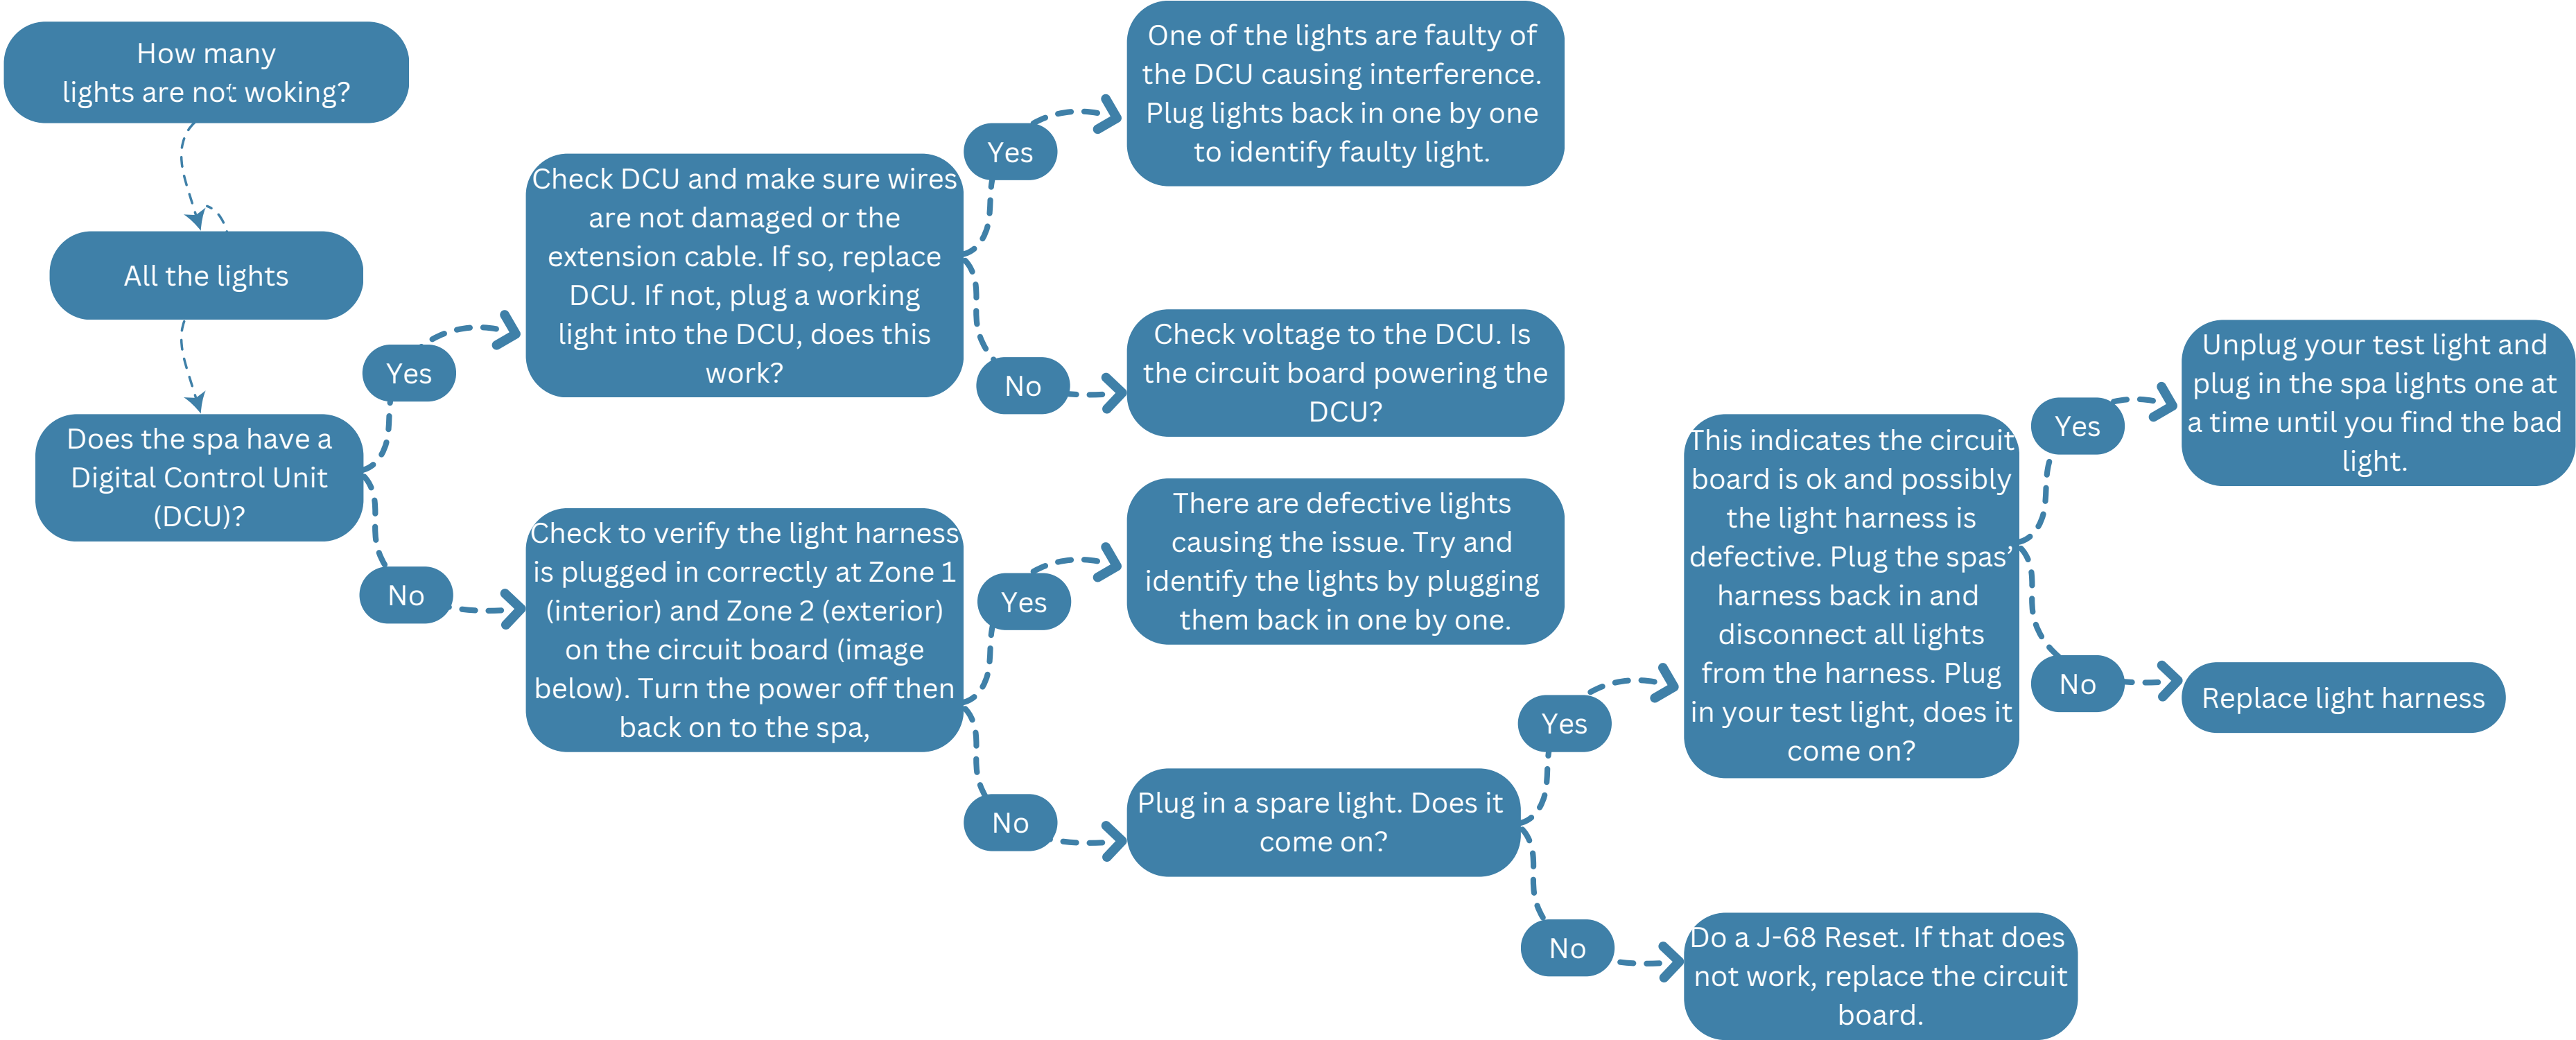 How many
lights are not woking?
All the lights
Does the spa have a
Digital Control Unit
(DCU)?
Yes
Check DCU and make sure wires
are not damaged or the
extension cable. If so, replace
DCU. If not, plug a working
light into the DCU, does this
work?
Yes
One of the lights are faulty of
the DCU causing interference.
Plug lights back in one by one
to identify faulty light.
No
Check voltage to the DCU. Is
the circuit board powering the
DCU?
No
Check to verify the light harness
is plugged in correctly at Zone 1
(interior) and Zone 2 (exterior)
on the circuit board (image
below). Turn the power off then
back on to the spa,
Yes
There are defective lights
causing the issue. Try and
identify the lights by plugging
them back in one by one.
No
Plug in a spare light. Does it
come on?
Yes
This indicates the circuit
board is ok and possibly
the light harness is
defective. Plug the spas’
harness back in and
disconnect all lights
from the harness. Plug
in your test light, does it
come on?
Yes
Unplug your test light and
plug in the spa lights one at
a time until you find the bad
light.
No
Replace light harness
No
Do a J-68 Reset. If that does
not work, replace the circuit
board.